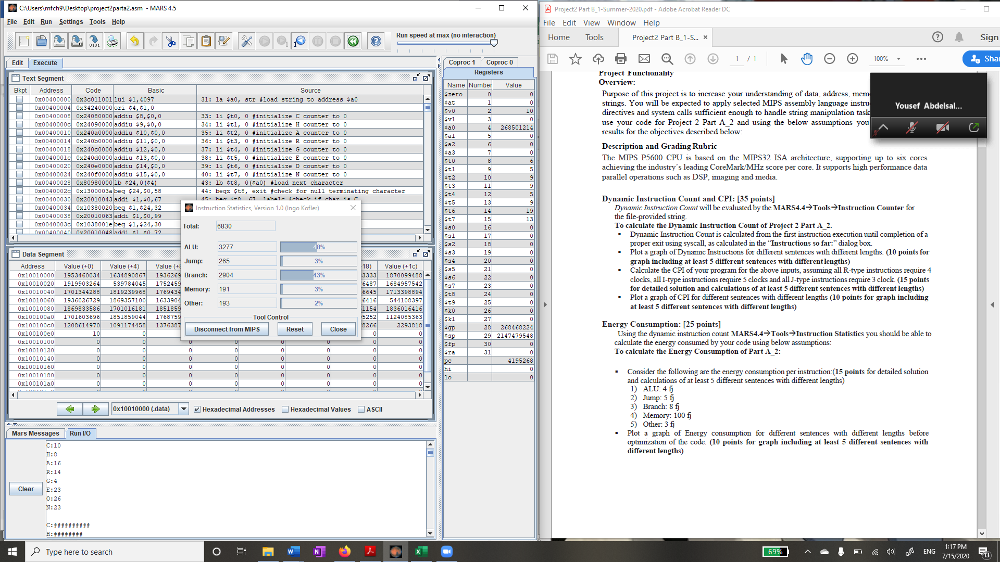 C:\Users\mfch9\Desktop\project2parta2.asm - MARS 4.5
File Edit Run Settings Tools Help
Run speed at max (no interaction)
Edit Execute
Text Segment
Bkpt Address Code Basic Source
0x00400000 0x3c011001 lui $1,4097 31: la $a0, str #load string to address $a0
0x00400004 0x34240000 ori $4,$1,0
0x00400008 0x24080000 addiu $8,$0,0 33: li $t0, 0 #initialize C counter to 0
0x0040000c 0x24090000 addiu $9,$0,0 34: li $t1, 0 #initialize H counter to 0
0x00400010 0x240a0000 addiu $10,$0,0 35: li $t2, 0 #initialize A counter to 0
0x00400014 0x240b0000 addiu $11,$0,0 36: li $t3, 0 #initialize R counter to 0
0x00400018 0x240c0000 addiu $12,$0,0 37: li $t4, 0 #initialize G counter to 0
0x0040001c 0x240d0000 addiu $13,$0,0 38: li $t5, 0 #initialize E counter to 0
0x00400020 0x240e0000 addiu $14,$0,0 39: li $t6, 0 #initialize O counter to 0
0x00400024 0x240f0000 addiu $15,$0,0 40: li $t7, 0 #initialize N counter to 0
0x00400028 0x80980000 lb $24,0($4) 43: lb $t8, 0($a0) #load next character
0x0040002c 0x1300003a beq $24,$0,58 44: beqz $t8, exit #check for null terminating character
0x00400030 0x20010043 addi $1,$0,67 45: beq $t8, 67, labelc #check if char is C
0x00400034 0x10380020 beq $1,$24,32
0x00400038 0x20010063 addi $1,$0,99
0x0040003c 0x1038001e beq $1,$24,30
0x00400040 0x20010048 addi $1,$0,72
Instruction Statistics, Version 1.0 (Ingo Kofler)
Total: 6830
ALU: 3277 48%
Jump: 265 3%
Branch: 2904 43%
Memory: 191 3%
Other: 193 2%
Tool Control
Disconnect from MIPS Reset Close
Data Segment
Address Value (+0) Value (+4) Value (+8 18) Value (+1c)
0x10010000 1953460034 1634890867 1936269 3333 1870099488
0x10010020 1919903264 539784045 1752459 6487 1684957542
0x10010040 1701344288 1819239968 1769434 6645 1713398894
0x10010060 1936026729 1869357100 1633904 6416 544108397
0x10010080 1869833586 1701016181 1851859 1154 1836016416
0x100100a0 1701603696 1851859044 1768759 5252 1124085363
0x100100c0 1208614970 1091174458 1376387 8266 2293818
0x100100e0 10 0 0
0x10010100 0 0 0 0 0 0 0 0
0x10010120 0 0 0 0 0 0 0 0
0x10010140 0 0 0 0 0 0 0 0
0x10010160 0 0 0 0 0 0 0 0
0x10010180 0 0 0 0 0 0 0 0
0x100101a0 0 0 0 0 0 0 0 0
0x10010000 (.data) Hexadecimal Addresses Hexadecimal Values ASCII
Mars Messages Run I/O
C:10
H:8
A:16
R:14
G:4
E:23
O:26
N:23
C:##########
H:########
Clear
Coproc 1 Coproc 0
Registers
Name Number Value
$zero 0 0
$at 1 0
$v0 2 10
$v1 3 0
$a0 4 268501214
$a1 5 0
$a2 6 0
$a3 7 0
$t0 8 6
$t1 9 5
$t2 10 9
$t3 11 9
$t4 12 5
$t5 13 9
$t6 14 19
$t7 15 13
$s0 16 0
$s1 17 0
$s2 18 0
$s3 19 0
$s4 20 0
$s5 21 0
$s6 22 0
$s7 23 0
$t8 24 0
$t9 25 0
$k0 26 0
$k1 27 0
$gp 28 268468224
$sp 29 2147479548
$fp 30 0
$ra 31 0
pc 4195268
hi 0
lo 0
Project2 Part B_1-Summer-2020.pdf - Adobe Acrobat Reader DC
File Edit View Window Help
Home Tools Project2 Part B_1-S... × Sign
1 / 1 100% Shar
Project Functionality
Overview:
Purpose of this project is to increase your understanding of data, address, mem
strings. You will be expected to apply selected MIPS assembly language instru
directives and system calls sufficient enough to handle string manipulation task
use your code for Project 2 Part A_2 and using the below assumptions you
results for the objectives described below:
Yousef Abdelsal...
Description and Grading Rubric
The MIPS P5600 CPU is based on the MIPS32 ISA architecture, supporting up to six cores
achieving the industry's leading CoreMark/MHz score per core. It supports high performance data
parallel operations such as DSP, imaging and media.
Dynamic Instruction Count and CPI: [35 points]
Dynamic Instruction Count will be evaluated by the MARS4.4→Tools→Instruction Counter for
the file-provided string.
To calculate the Dynamic Instruction Count of Project 2 Part A_2.
▪ Dynamic Instruction Count is calculated from the first instruction execution until completion of a
proper exit using syscall, as calculated in the "Instructions so far:" dialog box.
▪ Plot a graph of Dynamic Instructions for different sentences with different lengths. (10 points for
graph including at least 5 different sentences with different lengths)
▪ Calculate the CPI of your program for the above inputs, assuming all R-type instructions require 4
clocks, all I-type instructions require 5 clocks and all J-type instructions require 3 clock. (15 points
for detailed solution and calculations of at least 5 different sentences with different lengths)
▪ Plot a graph of CPI for different sentences with different lengths (10 points for graph including
at least 5 different sentences with different lengths)
Energy Consumption: [25 points]
Using the dynamic instruction count MARS4.4→Tools→Instruction Statistics you should be able to
calculate the energy consumed by your code using below assumptions:
To calculate the Energy Consumption of Part A_2:
▪ Consider the following are the energy consumption per instruction:(15 points for detailed solution
and calculations of at least 5 different sentences with different lengths)
1) ALU: 4 fj
2) Jump: 5 fj
3) Branch: 8 fj
4) Memory: 100 fj
5) Other: 3 fj
▪ Plot a graph of Energy consumption for different sentences with different lengths before
optimization of the code. (10 points for graph including at least 5 different sentences with
different lengths)
Type here to search
69% ENG 1:17 PM
7/15/2020 13